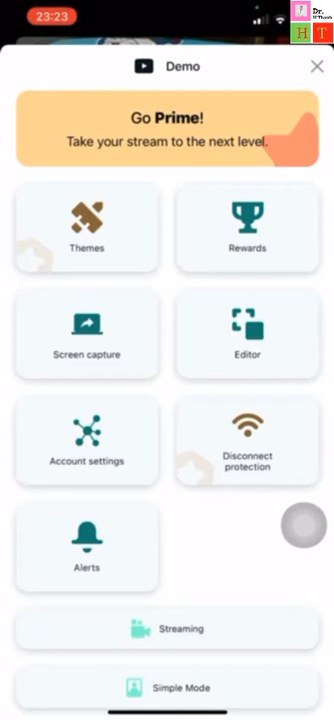 23:23
Dr.
H T
Demo
Go Prime!
Take your stream to the next level.
Themes
Rewards
Screen capture
Editor
Account settings
Disconnect
protection
Alerts
Streaming
Simple Mode